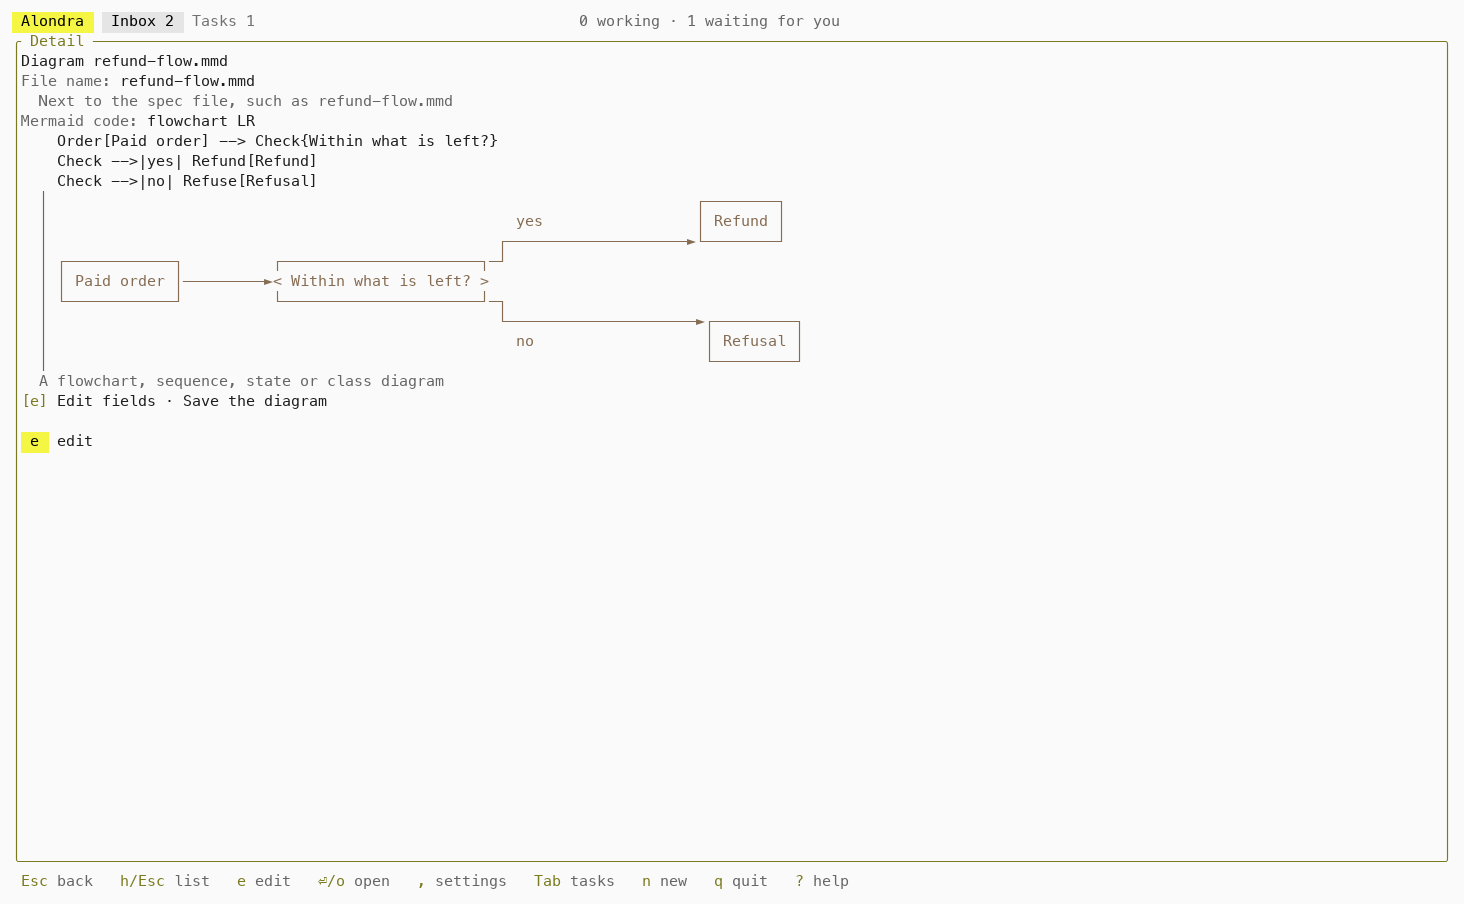 Alondra Inbox 2 Tasks 1 0 working · 1 waiting for you
Detail
Diagram refund-flow.mmd
File name: refund-flow.mmd
Next to the spec file, such as refund-flow.mmd
Mermaid code: flowchart LR
Order[Paid order] --> Check{Within what is left?}
Check -->|yes| Refund[Refund]
Check -->|no| Refuse[Refusal]
yes Refund
Paid order < Within what is left? >
no Refusal
A flowchart, sequence, state or class diagram
[e] Edit fields · Save the diagram
e edit
Esc back h/Esc list e edit ⏎/o open , settings Tab tasks n new q quit ? help